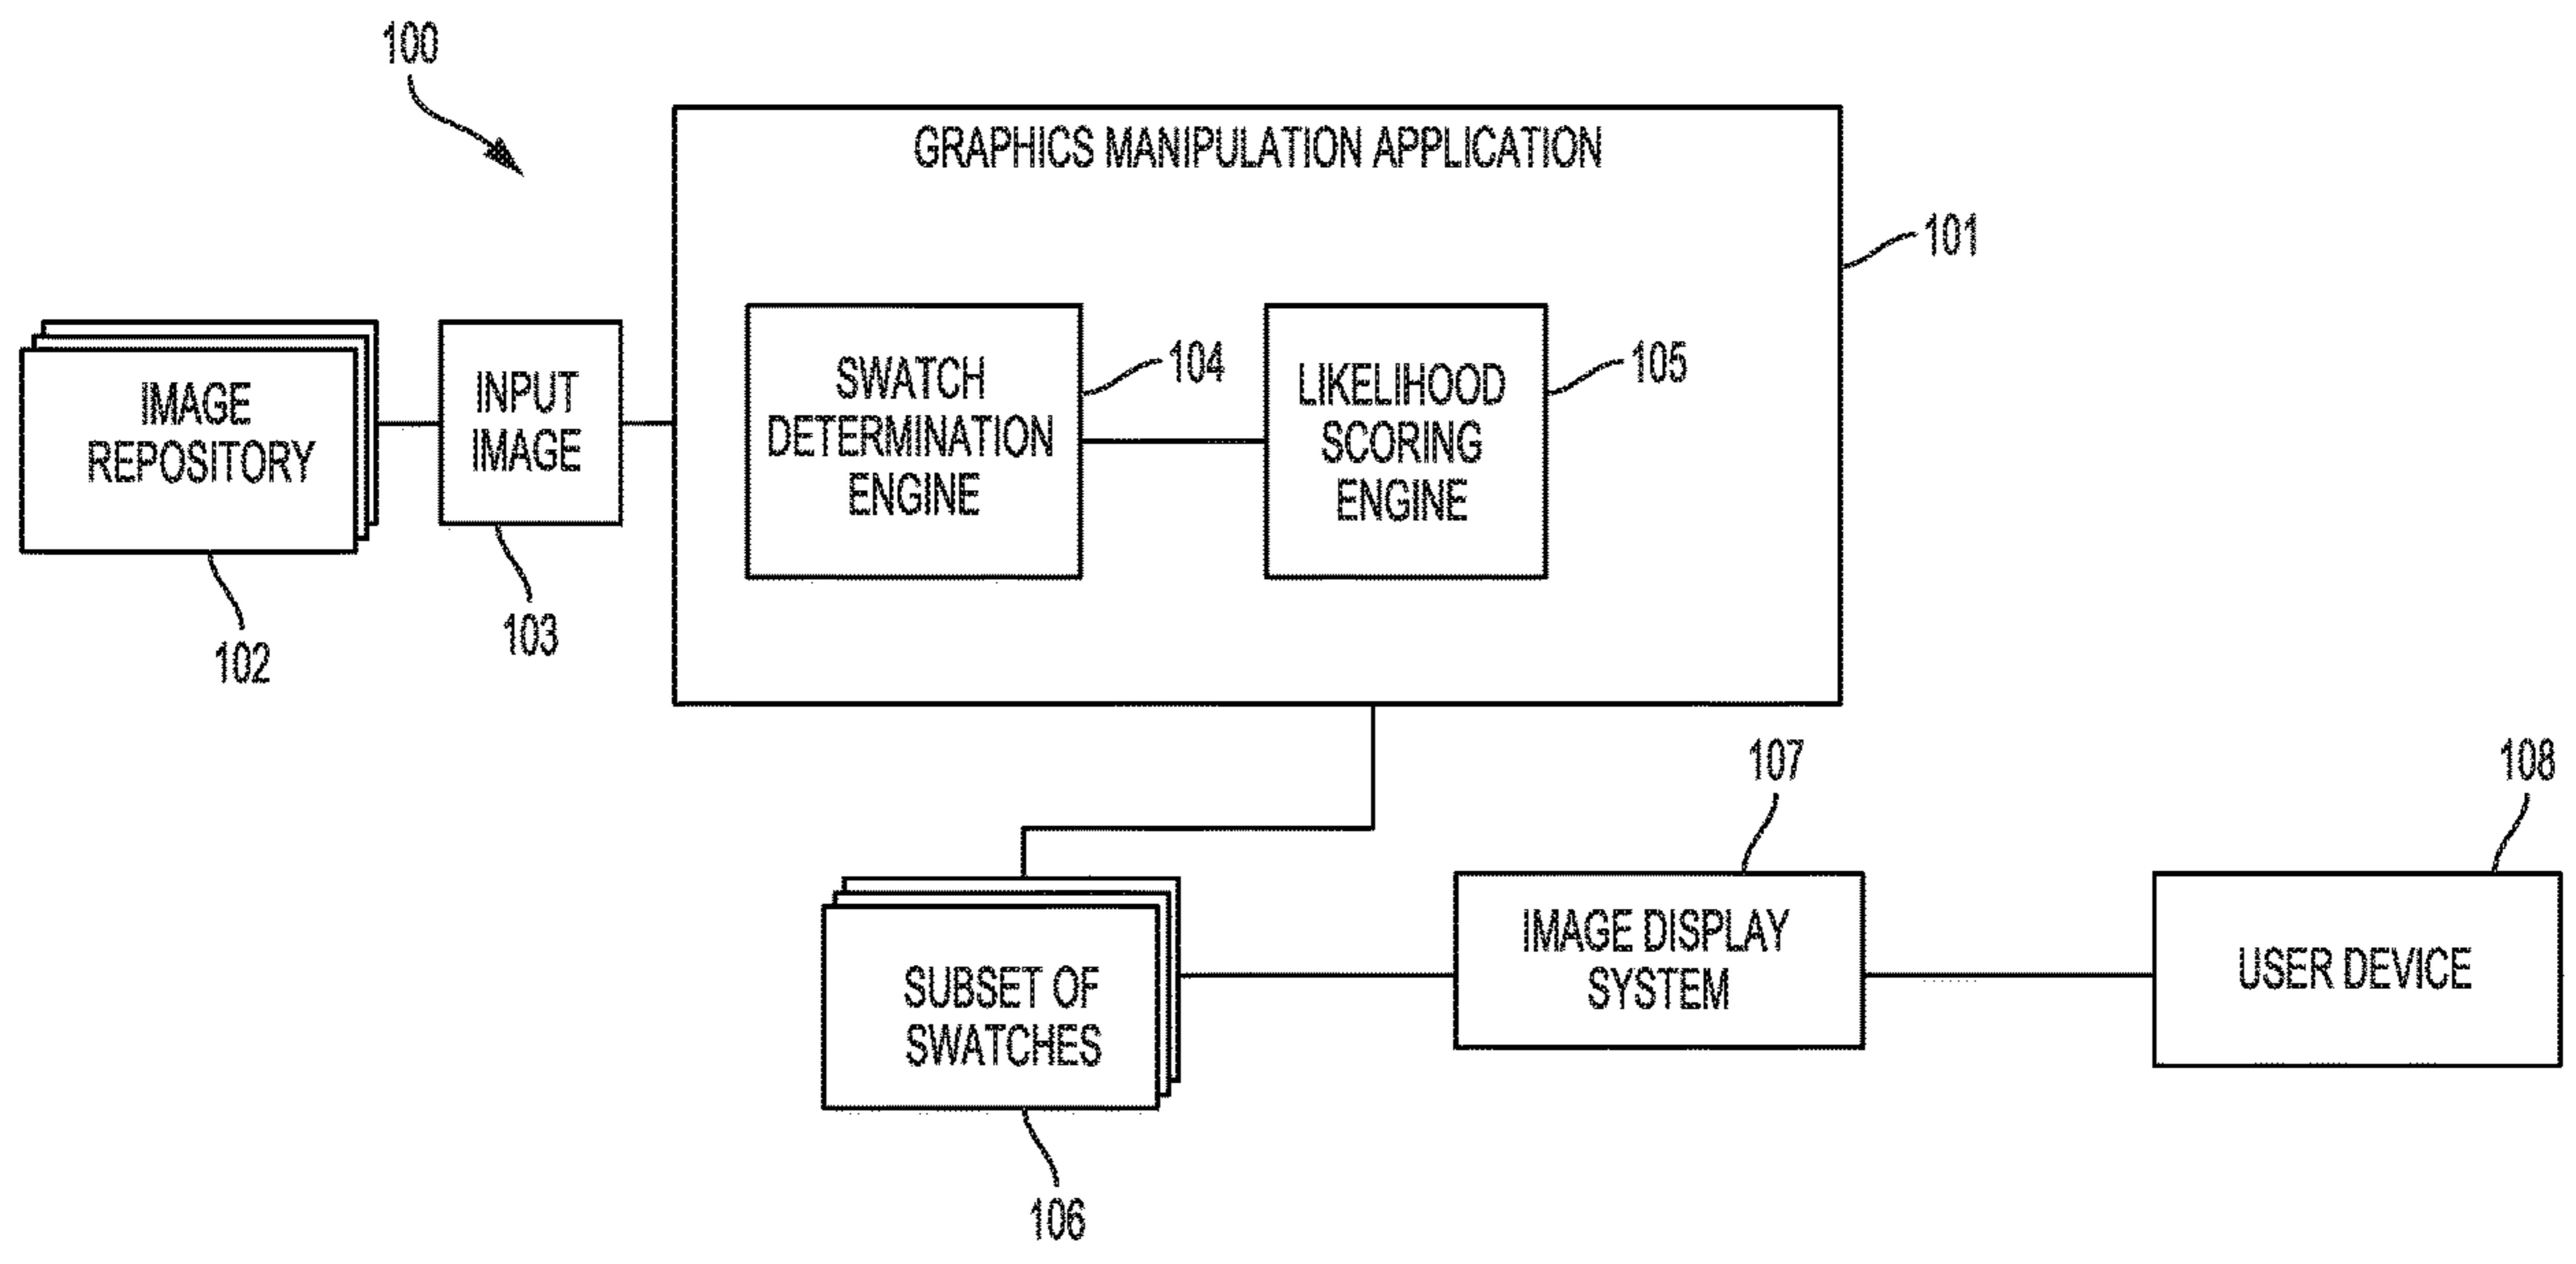 100
GRAPHICS MANIPULATION APPLICATION
101
IMAGE
REPOSITORY
102
INPUT
IMAGE
103
SWATCH
DETERMINATION
ENGINE
104
LIKELIHOOD
SCORING
ENGINE
105
SUBSET OF
SWATCHES
106
IMAGE DISPLAY
SYSTEM
107
USER DEVICE
108